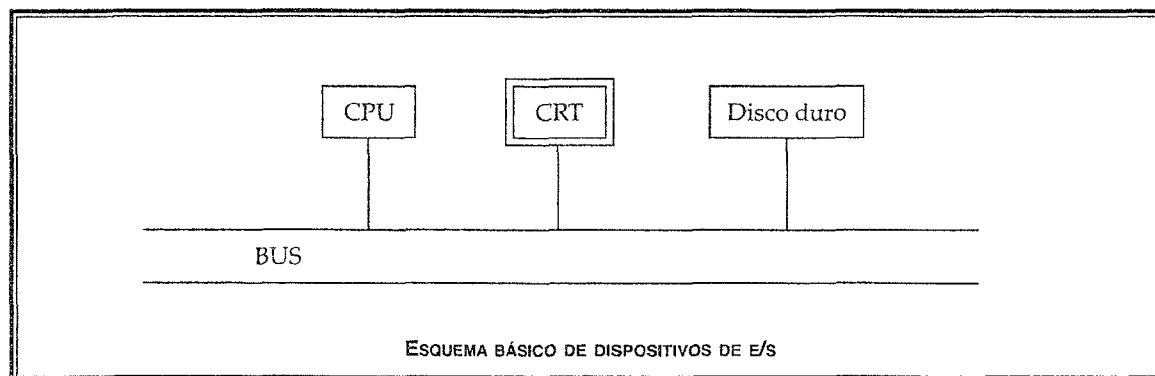 CPU
CRT
Disco duro
BUS
ESQUEMA BÁSICO DE DISPOSITIVOS DE E/S